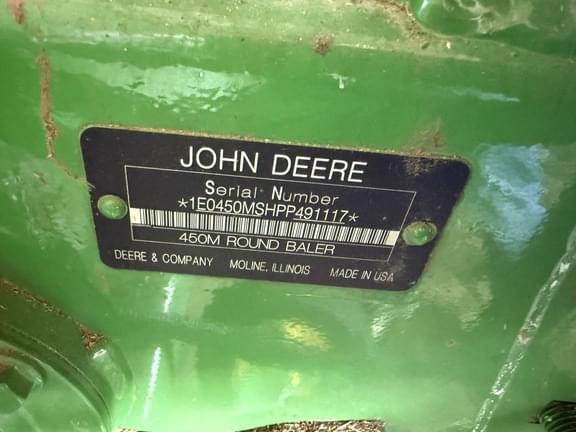 JOHN DEERE
Serial Number
*1E0450MSHPP491117*
450M ROUND BALER
DEERE & COMPANY MOLINE, ILLINOIS MADE IN USA